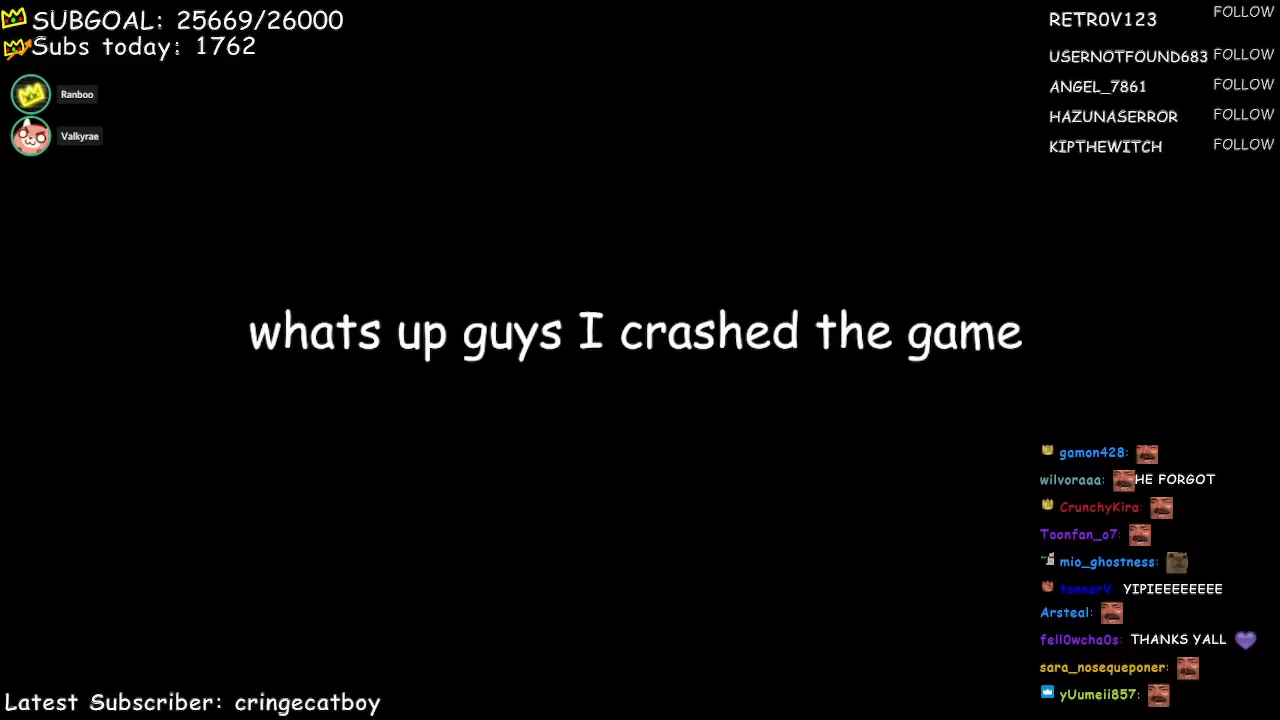 SUBGOAL: 25669/26000
Subs today: 1762
Ranboo
Valkyrae
RETR0V123 FOLLOW
USERNOTFOUND683 FOLLOW
ANGEL_7861 FOLLOW
HAZUNASERROR FOLLOW
KIPTHEWITCH FOLLOW
whats up guys I crashed the game
gamon428:
wilvoraaa: HE FORGOT
CrunchyKira:
Toonfan_o7:
mio_ghostness:
tonnerV: YIPIEEEEEEEE
Arsteal:
fell0wcha0s: THANKS YALL
sara_nosequeponer:
yUumeii857:
Latest Subscriber: cringecatboy